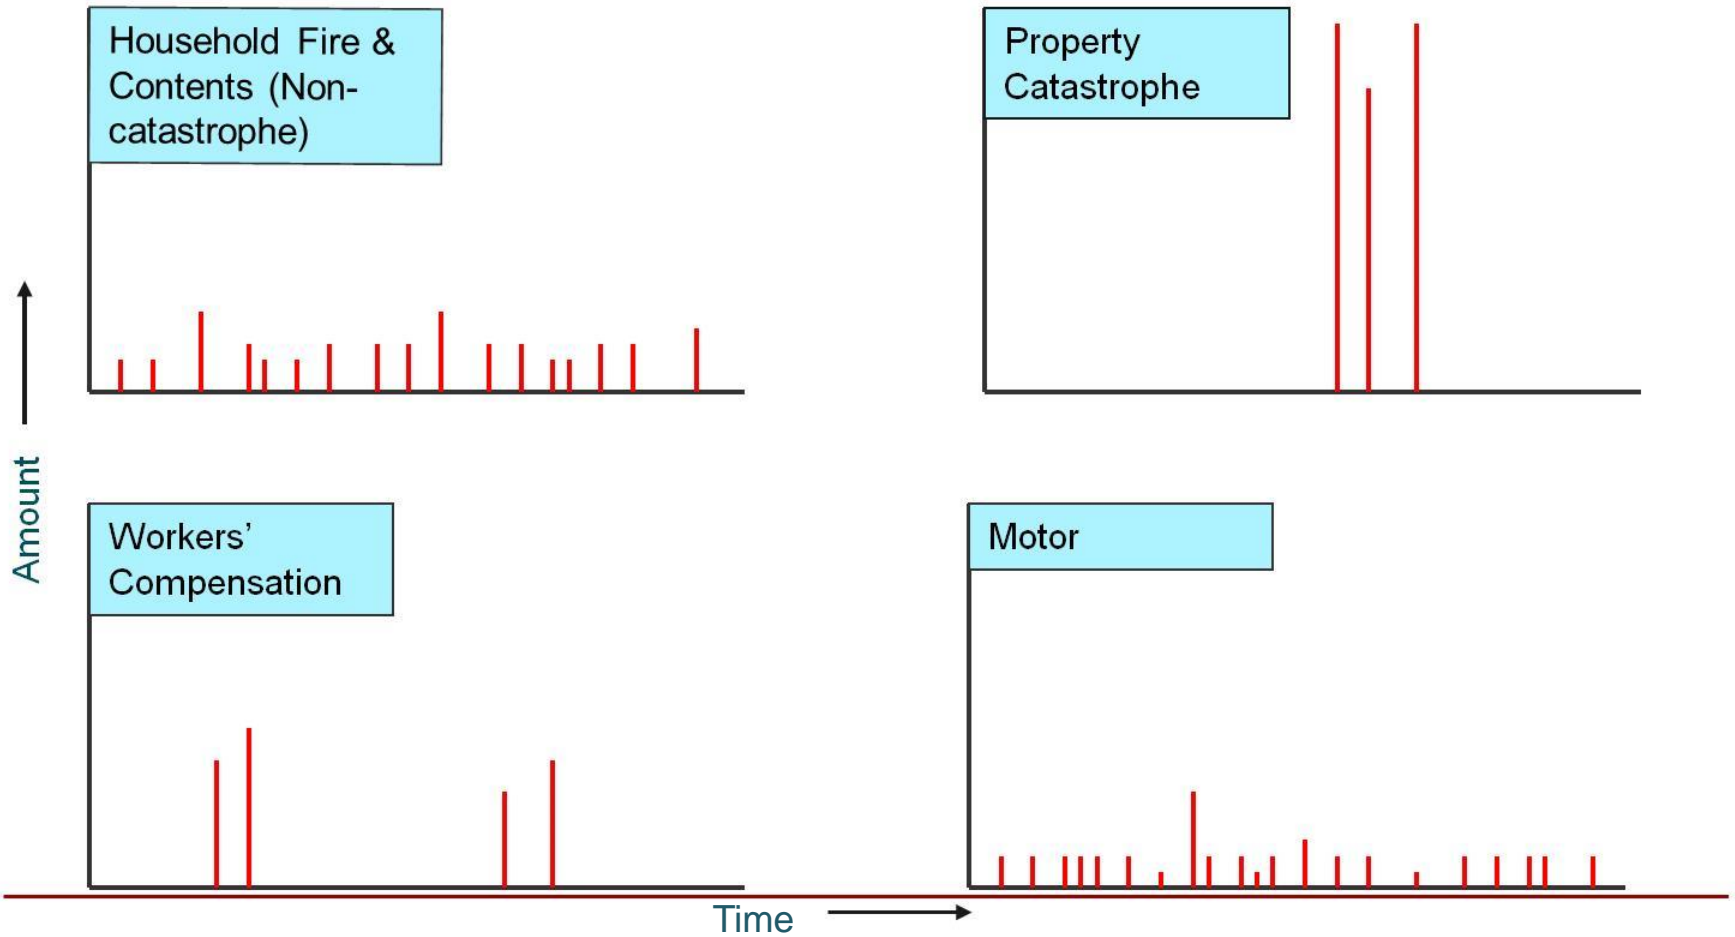 Household Fire &
Contents (Non-
catastrophe)
Property
Catastrophe
Amount
Workers’
Compensation
Motor
Time